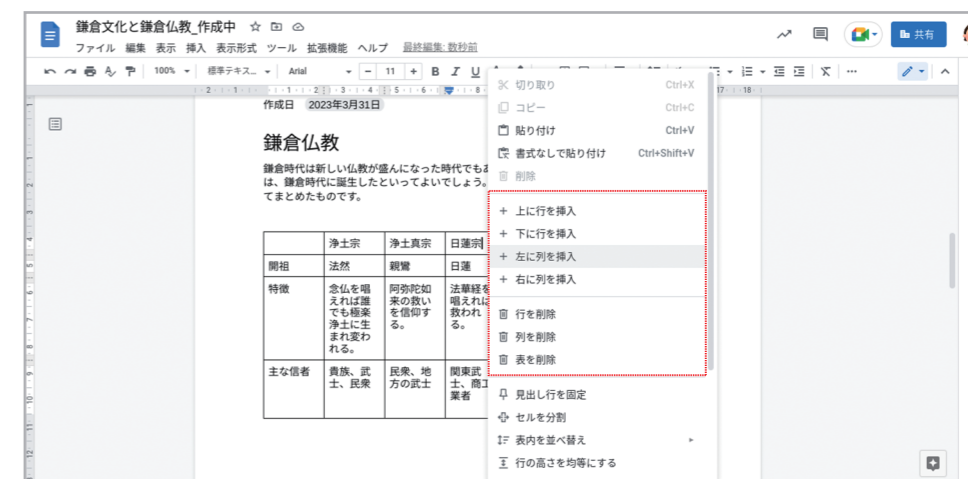 鎌倉文化と鎌倉仏教_作成中
ファイル 編集 表示 挿入 表示形式 ツール 拡張機能 ヘルプ 最終編集: 数秒前
共有
100% 標準テキス... Arial - 11 + B I U
2 1 1 2 3 4 5 6 8 17 18
作成日 2023年3月31日
鎌倉仏教
鎌倉時代は新しい仏教が盛んになった時代でもあ
は、鎌倉時代に誕生したといってよいでしょう。
てまとめたものです。
浄土宗 浄土真宗 日蓮宗
開祖 法然 親鸞 日蓮
特徴
念仏を唱えれば誰でも極楽浄土に生まれ変われる。
阿弥陀如来の救いを信仰する。
法華経を唱えれば救われる。
主な信者
貴族、武士、民衆
民衆、地方の武士
関東武士、商工業者
切り取り Ctrl+X
コピー Ctrl+C
貼り付け Ctrl+V
書式なしで貼り付け Ctrl+Shift+V
削除
+ 上に行を挿入
+ 下に行を挿入
+ 左に列を挿入
+ 右に列を挿入
行を削除
列を削除
表を削除
見出し行を固定
セルを分割
表内を並べ替え
行の高さを均等にする